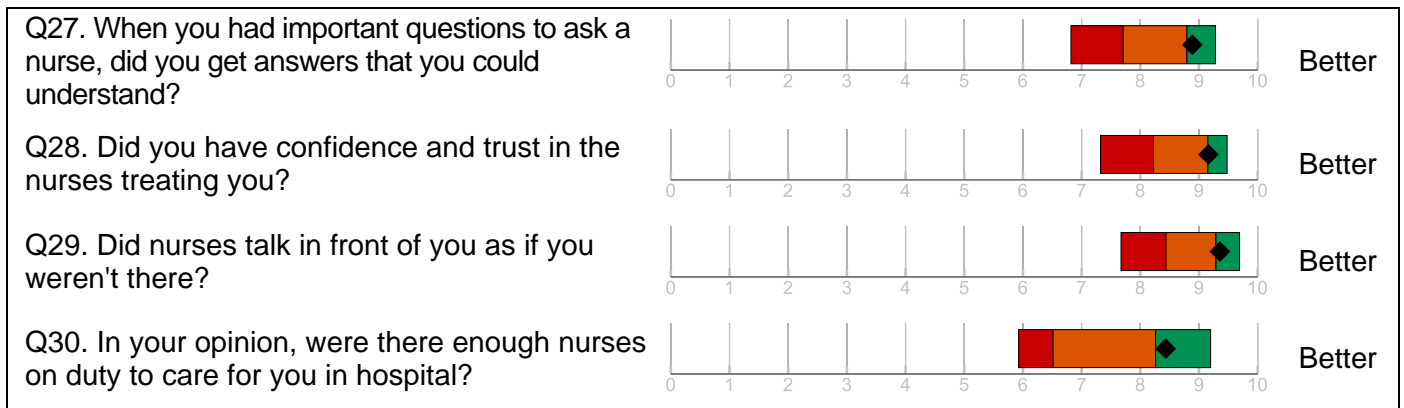 Q27. When you had important questions to ask a
nurse, did you get answers that you could
understand?
0 1 2 3 4 5 6 7 8 9 10
Better
Q28. Did you have confidence and trust in the
nurses treating you?
0 1 2 3 4 5 6 7 8 9 10
Better
Q29. Did nurses talk in front of you as if you
weren't there?
0 1 2 3 4 5 6 7 8 9 10
Better
Q30. In your opinion, were there enough nurses
on duty to care for you in hospital?
0 1 2 3 4 5 6 7 8 9 10
Better